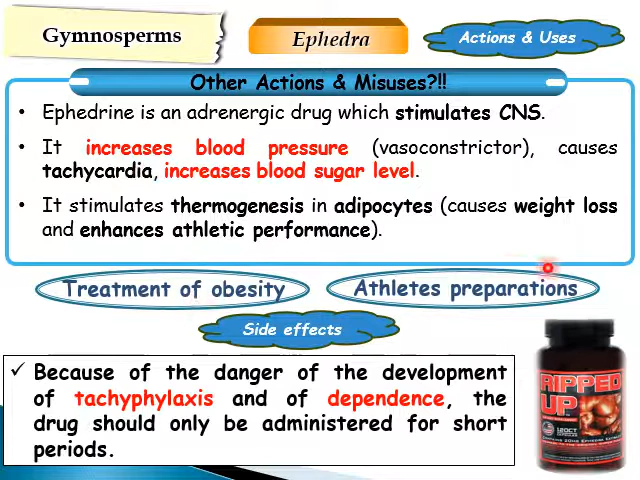 Gymnosperms
Ephedra
Actions & Uses
Other Actions & Misuses?!!
• Ephedrine is an adrenergic drug which stimulates CNS.
• It increases blood pressure (vasoconstrictor), causes
tachycardia, increases blood sugar level.
• It stimulates thermogenesis in adipocytes (causes weight loss
and enhances athletic performance).
Treatment of obesity
Athletes preparations
Side effects
✓ Because of the danger of the development
of tachyphylaxis and of dependence, the
drug should only be administered for short
periods.
RIPPED
UP
120CT